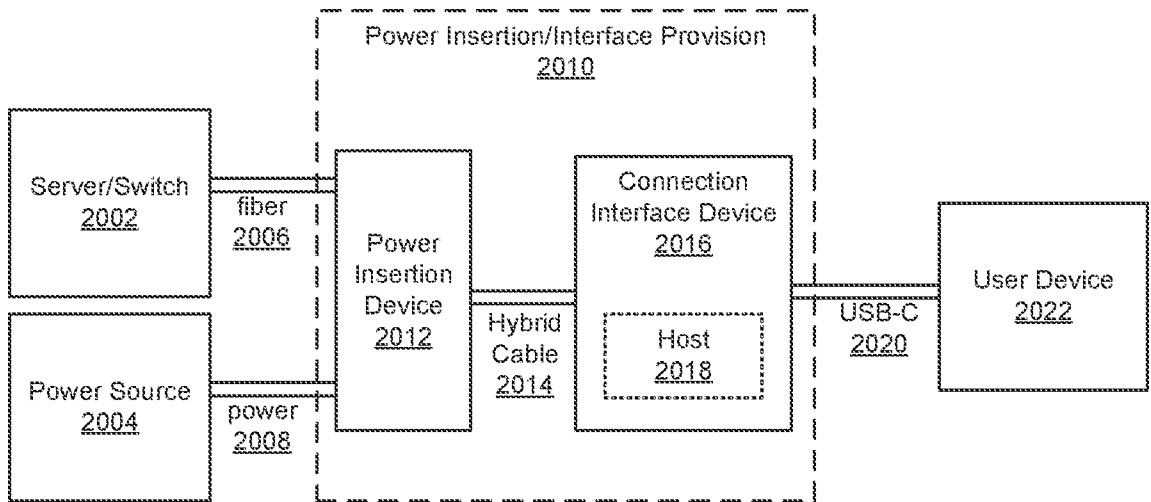 Power Insertion/Interface Provision
2010
Server/Switch
2002
fiber
2006
Power Source
2004
power
2008
Power
Insertion
Device
2012
Hybrid
Cable
2014
Connection
Interface Device
2016
Host
2018
USB-C
2020
User Device
2022